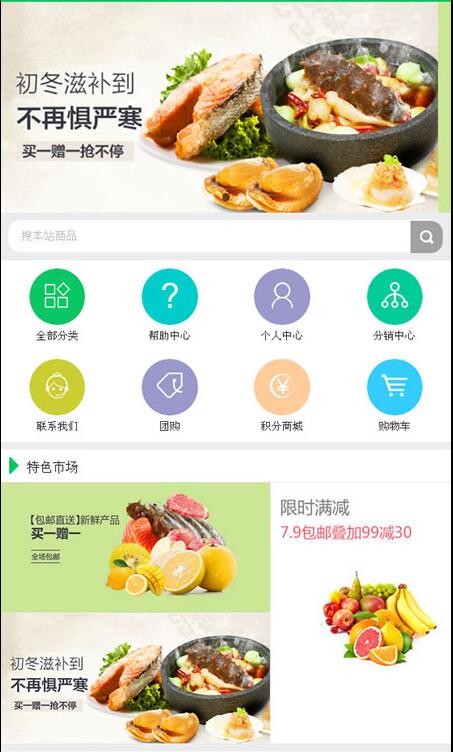 初冬滋补到
不再惧严寒
买一赠一抢不停
搜本站商品
全部分类
帮助中心
个人中心
分销中心
联系我们
团购
积分商城
购物车
特色市场
【包邮直送】新鲜产品
买一赠一
全场包邮
限时满减
7.9包邮叠加99减30
初冬滋补到
不再惧严寒
买一赠一抢不停